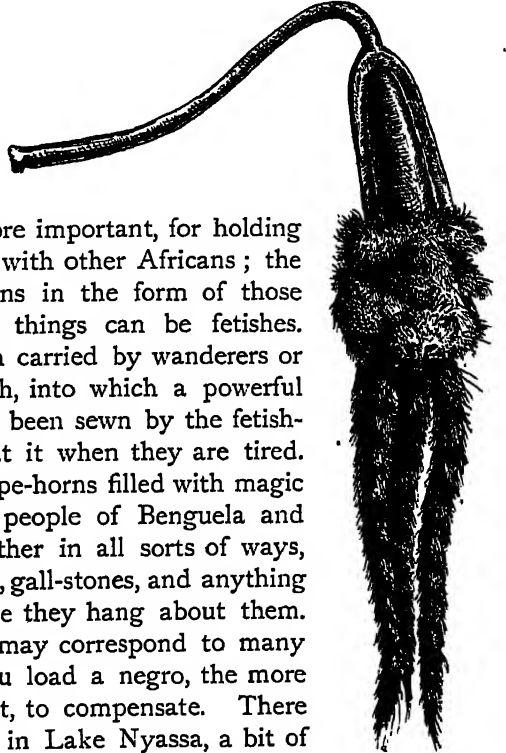 ore important, for holding
with other Africans; the
ns in the form of those
things can be fetishes.
carried by wanderers or
h, into which a powerful
been sewn by the fetish-
t it when they are tired.
pe-horns filled with magic
people of Benguela and
ther in all sorts of ways,
, gall-stones, and anything
e they hang about them.
may correspond to many
u load a negro, the more
t, to compensate. There
in Lake Nyassa, a bit of